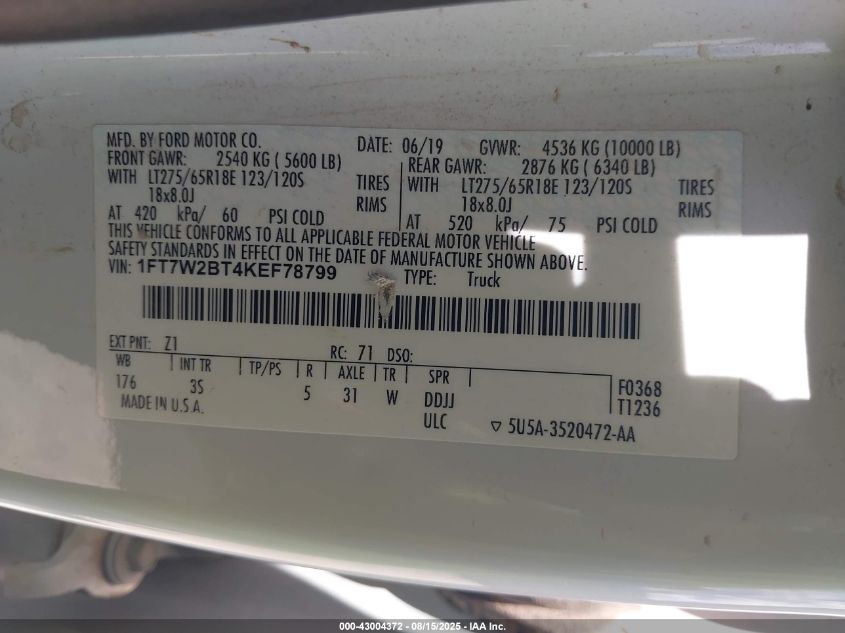 MFD. BY FORD MOTOR CO. DATE: 06/19 GVWR: 4536 KG (10000 LB)
FRONT GAWR: 2540 KG ( 5600 LB) REAR GAWR: 2876 KG ( 6340 LB)
WITH LT275/65R18E 123/120S TIRES WITH LT275/65R18E 123/120S TIRES
18x8.0J RIMS 18x8.0J RIMS
AT 420 kPa/ 60 PSI COLD AT 520 kPa/ 75 PSI COLD
THIS VEHICLE CONFORMS TO ALL APPLICABLE FEDERAL MOTOR VEHICLE
SAFETY STANDARDS IN EFFECT ON THE DATE OF MANUFACTURE SHOWN ABOVE.
VIN: 1FT7W2BT4KEF78799 TYPE: Truck
EXT PNT: Z1 RC: 71 DSO:
WB INT TR TP/PS R AXLE TR SPR
176 3S 5 31 W DDJJ F0368
MADE IN U.S.A. ULC T1236
5U5A-3520472-AA
000-43004372 - 08/15/2025 - IAA Inc.